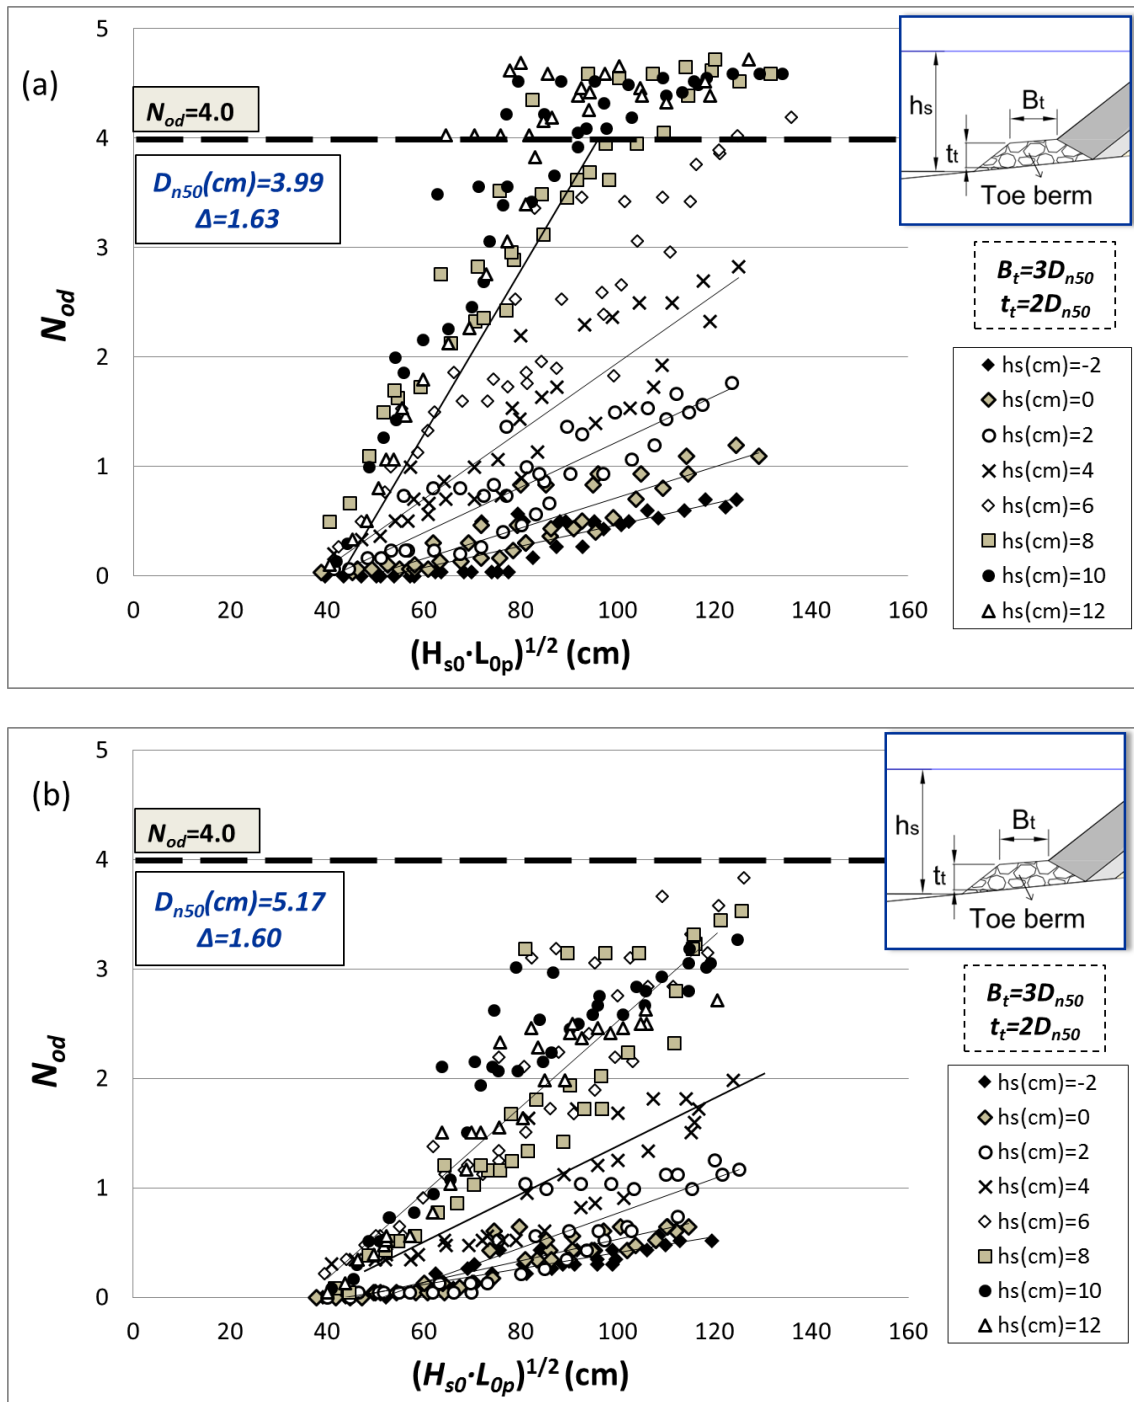 (a)
5
4
3
2
1
0
N_od
N_od=4.0
D_n50(cm)=3.99
Δ=1.63
h_s
B_t
t_t
Toe berm
B_t=3D_n50
t_t=2D_n50
hs(cm)=-2
hs(cm)=0
hs(cm)=2
hs(cm)=4
hs(cm)=6
hs(cm)=8
hs(cm)=10
hs(cm)=12
0 20 40 60 80 100 120 140 160
(H_s0·L_0p)^1/2 (cm)
(b)
5
4
3
2
1
0
N_od
N_od=4.0
D_n50(cm)=5.17
Δ=1.60
h_s
B_t
t_t
Toe berm
B_t=3D_n50
t_t=2D_n50
hs(cm)=-2
hs(cm)=0
hs(cm)=2
hs(cm)=4
hs(cm)=6
hs(cm)=8
hs(cm)=10
hs(cm)=12
0 20 40 60 80 100 120 140 160
(H_s0·L_0p)^1/2 (cm)